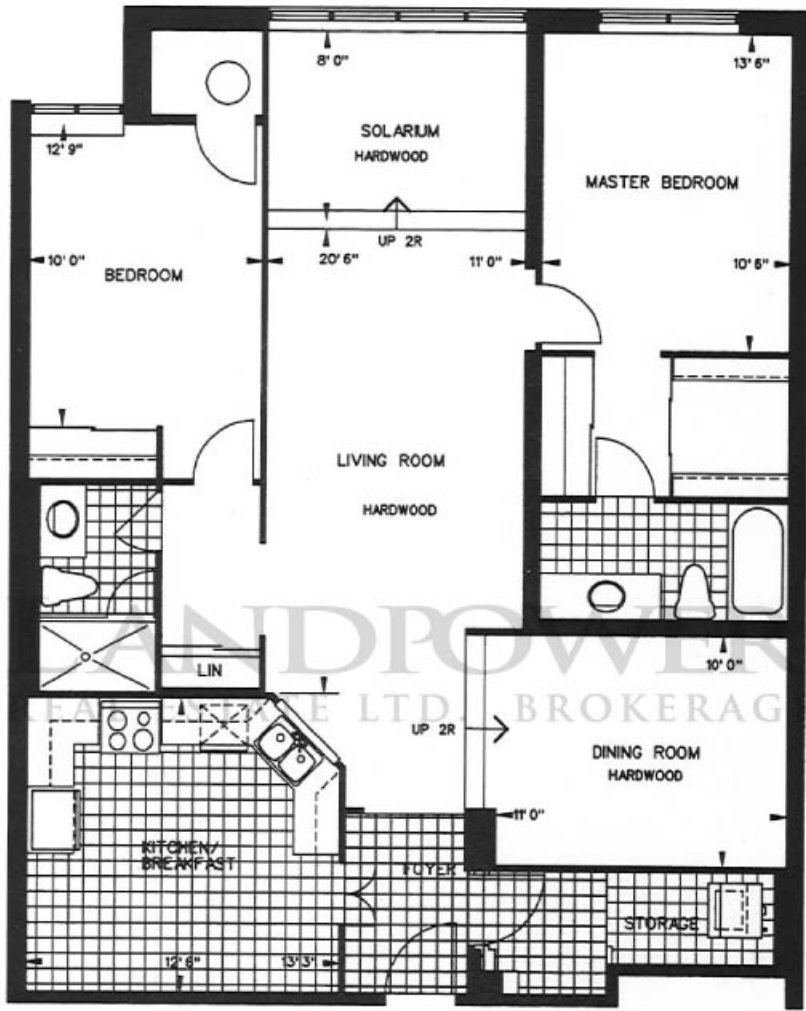 8'0"
13'6"
SOLARIUM
HARDWOOD
12'9"
MASTER BEDROOM
UP 2R
10'0"
20'6"
11'0"
10'6"
BEDROOM
LIVING ROOM
HARDWOOD
LANDPOWER
REAL ESTATE LTD. BROKERAG
LIN
10'0"
UP 2R
DINING ROOM
HARDWOOD
11'0"
KITCHEN/
BREAKFAST
FOYER
STORAGE
12'6"
13'3'